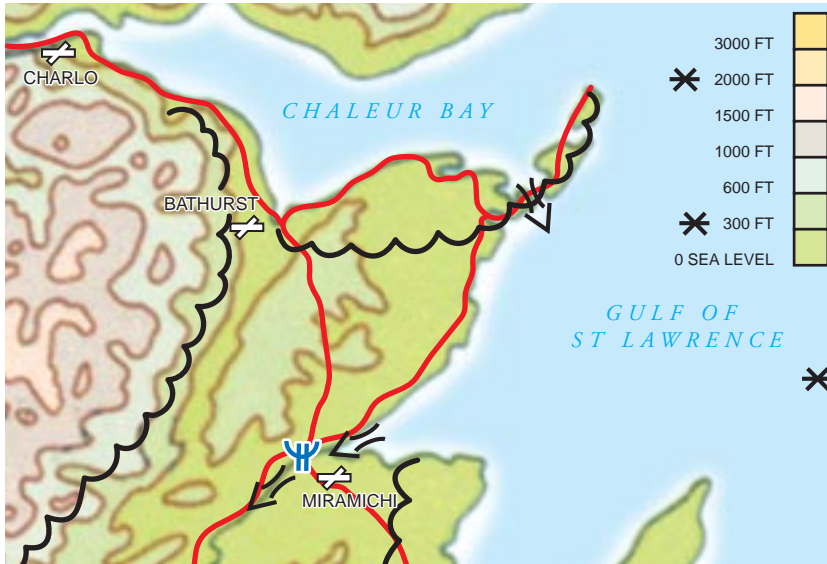 CHARLO
CHALEUR BAY
BATHURST
3000 FT
2000 FT
1500 FT
1000 FT
600 FT
300 FT
0 SEA LEVEL
GULF OF
ST LAWRENCE
MIRAMICHI